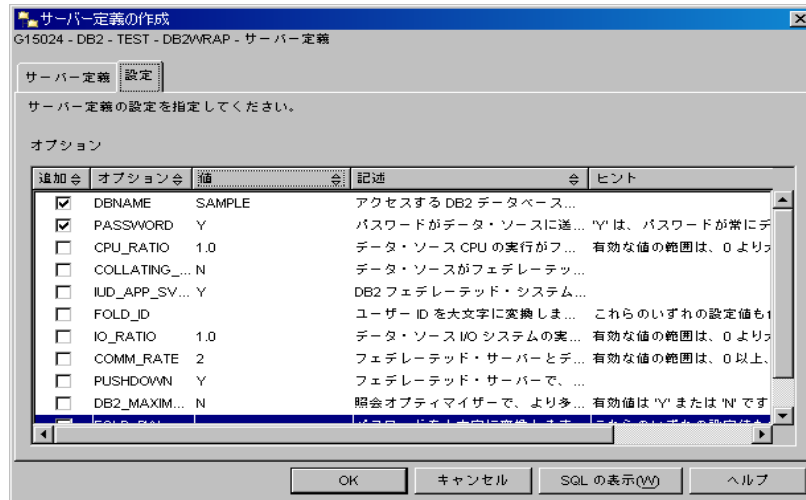 サーバー定義の作成
G15024 - DB2 - TEST - DB2WRAP - サーバー定義
サーバー定義 設定
サーバー定義の設定を指定してください。
オプション
追加 オプション 値 記述 ヒント
DBNAME SAMPLE アクセスする DB2 データベース...
PASSWORD Y パスワードがデータ・ソースに送... 'Y' は、パスワードが常にデ
CPU_RATIO 1.0 データ・ソース CPU の実行がフ... 有効な値の範囲は、0 より
COLLATING_... N データ・ソースがフェデレーテッ...
IUD_APP_SV... Y DB2 フェデレーテッド・システム...
FOLD_ID ユーザー ID を大文字に変換しま... これらのいずれの設定値も
IO_RATIO 1.0 データ・ソース I/O システムの実... 有効な値の範囲は、0 より
COMM_RATE 2 フェデレーテッド・サーバーとデ... 有効な値の範囲は、0 以上、
PUSHDOWN Y フェデレーテッド・サーバーで、...
DB2_MAXIM... N 照会オプティマイザーで、より多... 有効値は 'Y' または 'N' です
OK キャンセル SQL の表示(W) ヘルプ